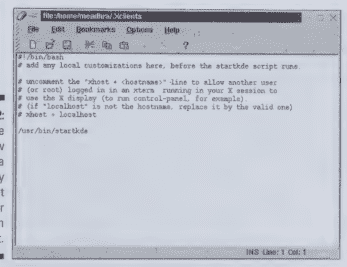 file:/home/meadhra/.Xclients
File Edit Bookmarks Options Help
?
#!/bin/bash
# add any local customizations here, before the startkde script runs.
# uncomment the "xhost + <hostname>" line to allow another user
# (or root) logged in in an xterm running in your X session to
# use the X display (to run control-panel, for example).
# (if "localhost" is not the hostname, replace it by the valid one)
# xhost + localhost
/usr/bin/startkde
INS Line: 1 Col: 1